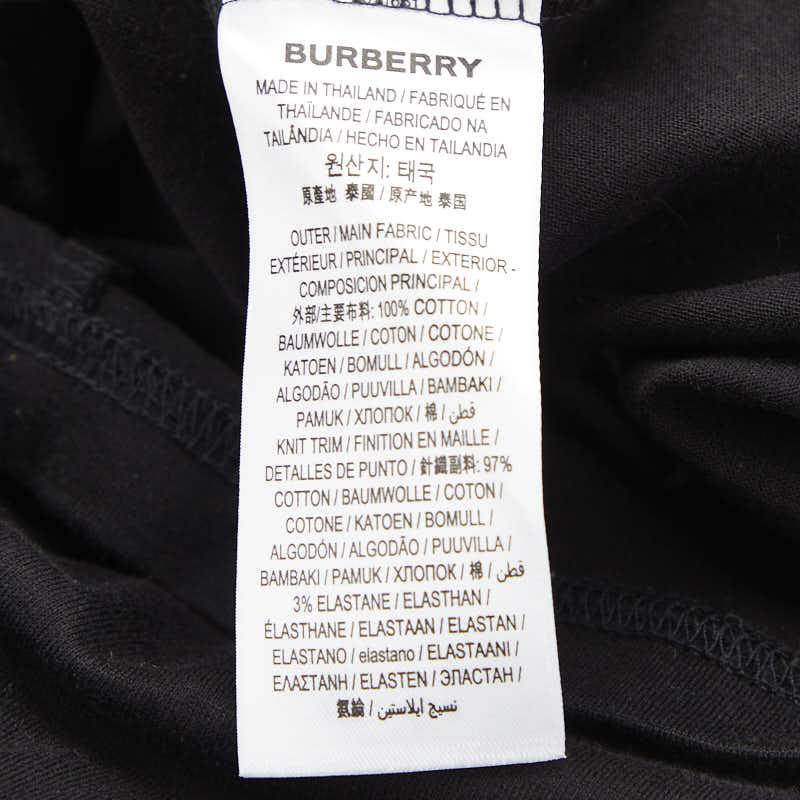 BURBERRY
MADE IN THAILAND / FABRIQUÉ EN
THAÏLANDE / FABRICADO NA
TAILÂNDIA / HECHO EN TAILANDIA
원산지: 태국
原產地 泰國 / 原产地 泰国
OUTER / MAIN FABRIC / TISSU
EXTÉRIEUR / PRINCIPAL / EXTERIOR -
COMPOSICION PRINCIPAL /
外部/主要布料: 100% COTTON /
BAUMWOLLE / COTON / COTONE /
KATOEN / BOMULL / ALGODÓN /
ALGODÃO / PUUVILLA / BAMBAKI /
PAMUK / ХЛОПОК / 棉 / قطن /
KNIT TRIM / FINITION EN MAILLE /
DETALLES DE PUNTO / 針織副料: 97%
COTTON / BAUMWOLLE / COTON /
COTONE / KATOEN / BOMULL /
ALGODÓN / ALGODÃO / PUUVILLA /
BAMBAKI / PAMUK / ХЛОПОК / 棉 / قطن /
3% ELASTANE / ELASTHAN /
ÉLASTHANE / ELASTAAN / ELASTAN /
ELASTANO / elastano / ELASTAANI /
ΕΛΑΣΤΑΝΗ / ELASTEN / ЭЛАСТАН /
氨綸 / نسيج ايلاستين